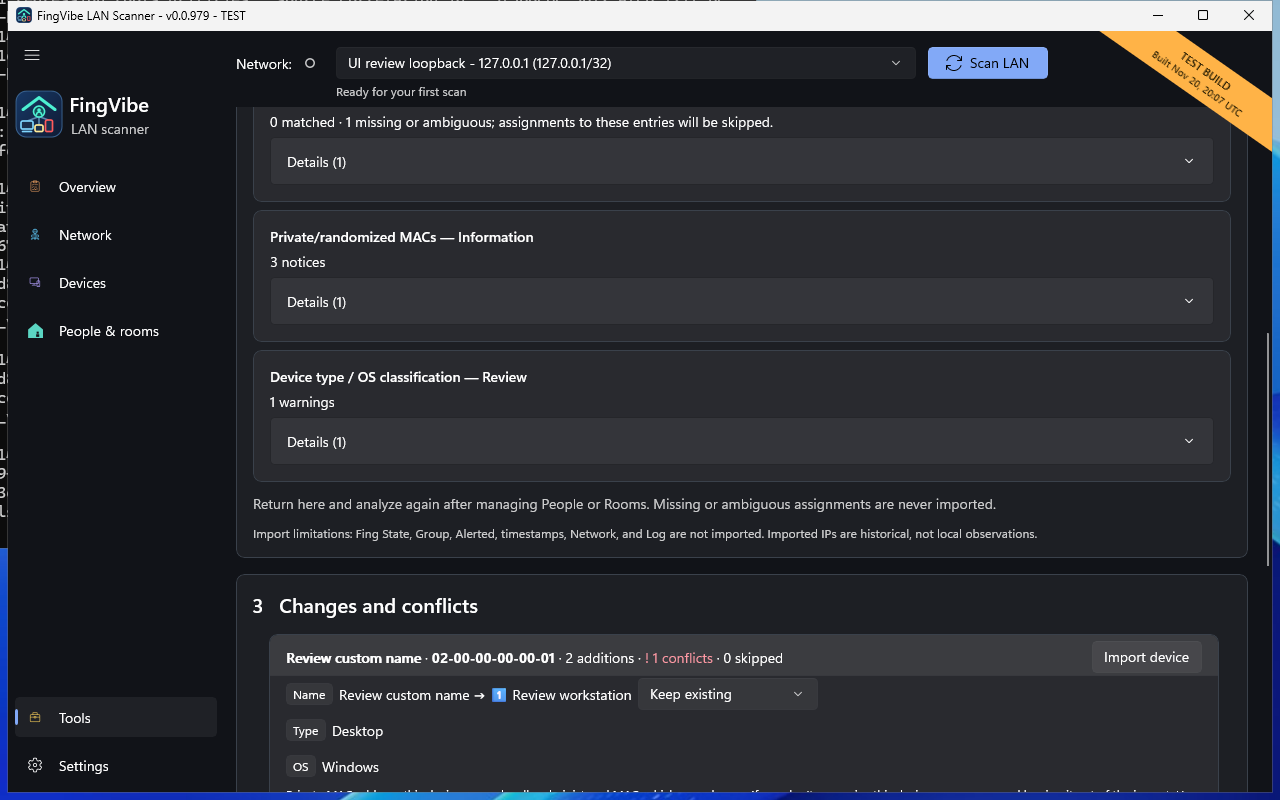 FingVibe LAN Scanner - v0.0.979 - TEST
Network:
UI review loopback - 127.0.0.1 (127.0.0.1/32)
Scan LAN
Ready for your first scan
TEST BUILD
Built Nov 20, 20:07 UTC
FingVibe
LAN scanner
Overview
Network
Devices
People & rooms
Tools
Settings
0 matched · 1 missing or ambiguous; assignments to these entries will be skipped.
Details (1)
Private/randomized MACs — Information
3 notices
Details (1)
Device type / OS classification — Review
1 warnings
Details (1)
Return here and analyze again after managing People or Rooms. Missing or ambiguous assignments are never imported.
Import limitations: Fing State, Group, Alerted, timestamps, Network, and Log are not imported. Imported IPs are historical, not local observations.
3 Changes and conflicts
Review custom name · 02-00-00-00-00-01 · 2 additions · ! 1 conflicts · 0 skipped
Import device
Name Review custom name → 1 Review workstation Keep existing
Type Desktop
OS Windows